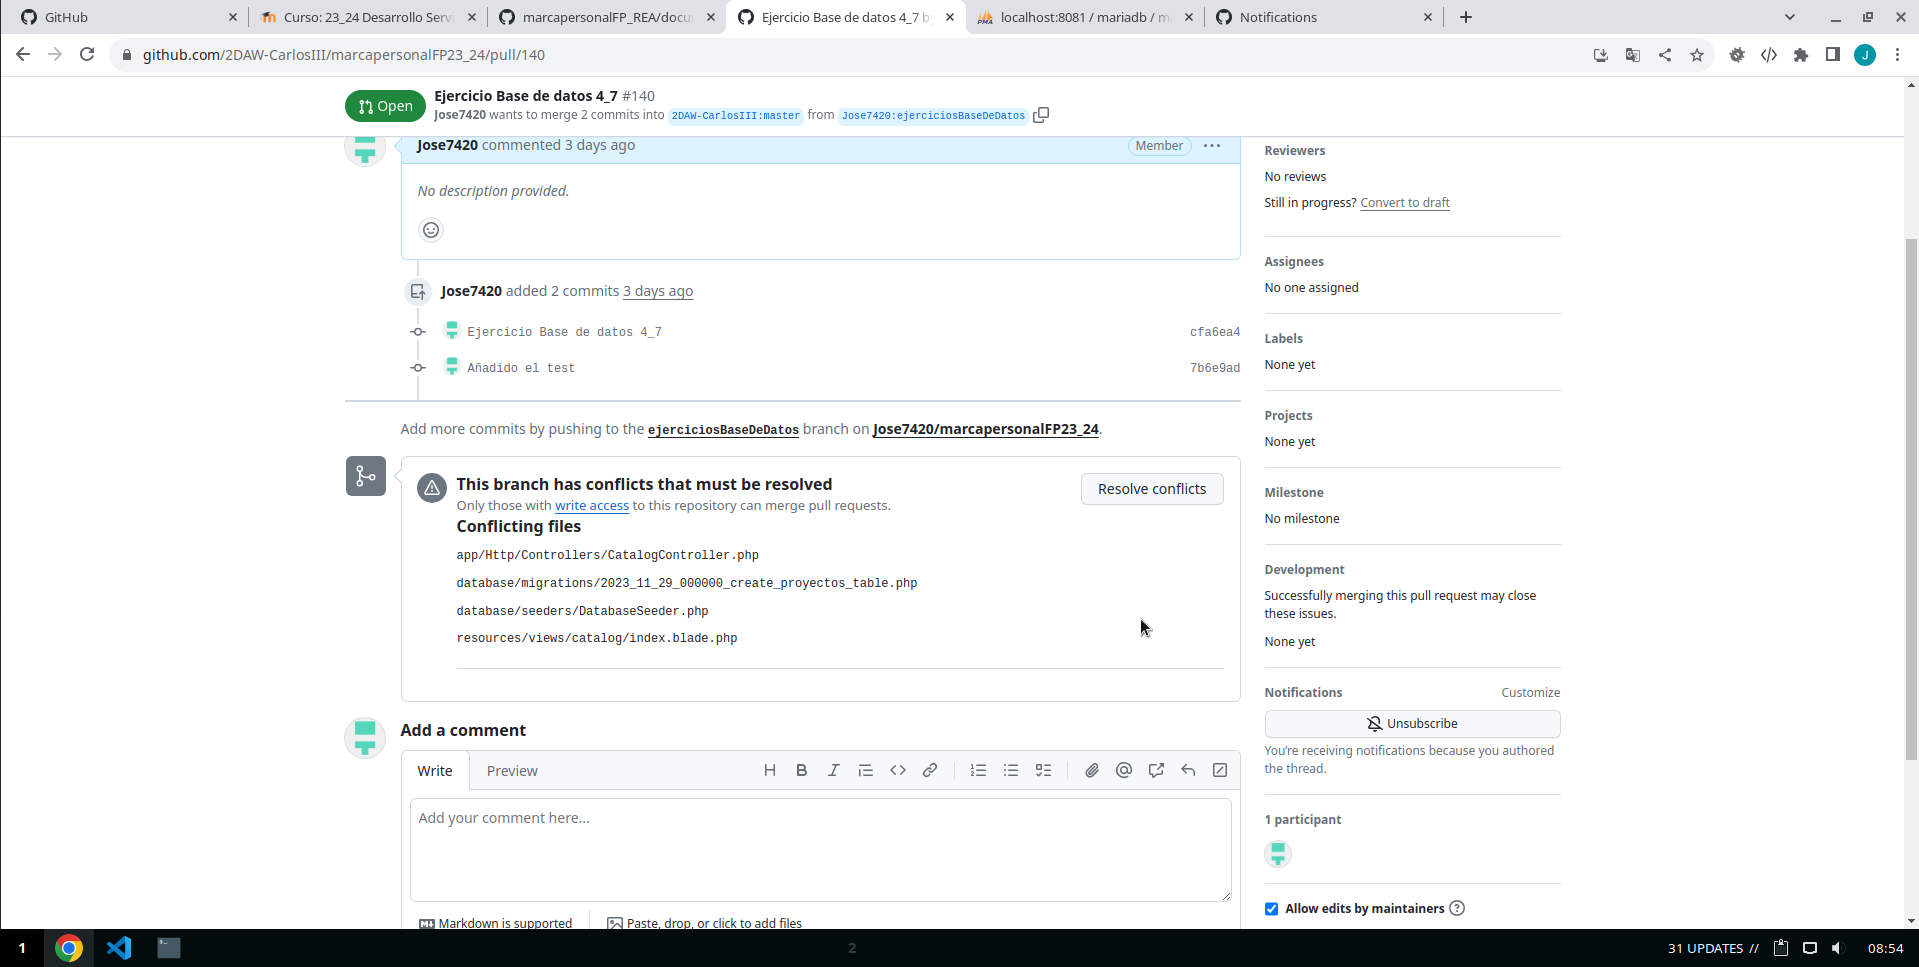 GitHub
Curso: 23_24 Desarrollo Serv
marcapersonalFP_REA/docu
Ejercicio Base de datos 4_7 b
localhost:8081 / mariadb / m
Notifications
github.com/2DAW-CarlosIII/marcapersonalFP23_24/pull/140
J
Open
Ejercicio Base de datos 4_7 #140
Jose7420 wants to merge 2 commits into 2DAW-CarlosIII:master from Jose7420:ejerciciosBaseDeDatos
Jose7420 commented 3 days ago
Member
No description provided.
Jose7420 added 2 commits 3 days ago
Ejercicio Base de datos 4_7
cfa6ea4
Añadido el test
7b6e9ad
Add more commits by pushing to the ejerciciosBaseDeDatos branch on Jose7420/marcapersonalFP23_24.
This branch has conflicts that must be resolved
Only those with write access to this repository can merge pull requests.
Resolve conflicts
Conflicting files
app/Http/Controllers/CatalogController.php
database/migrations/2023_11_29_000000_create_proyectos_table.php
database/seeders/DatabaseSeeder.php
resources/views/catalog/index.blade.php
Add a comment
Write
Preview
Add your comment here...
Markdown is supported
Paste, drop, or click to add files
Reviewers
No reviews
Still in progress? Convert to draft
Assignees
No one assigned
Labels
None yet
Projects
None yet
Milestone
No milestone
Development
Successfully merging this pull request may close
these issues.
None yet
Notifications
Customize
Unsubscribe
You're receiving notifications because you authored
the thread.
1 participant
Allow edits by maintainers
1
2
31 UPDATES //
08:54